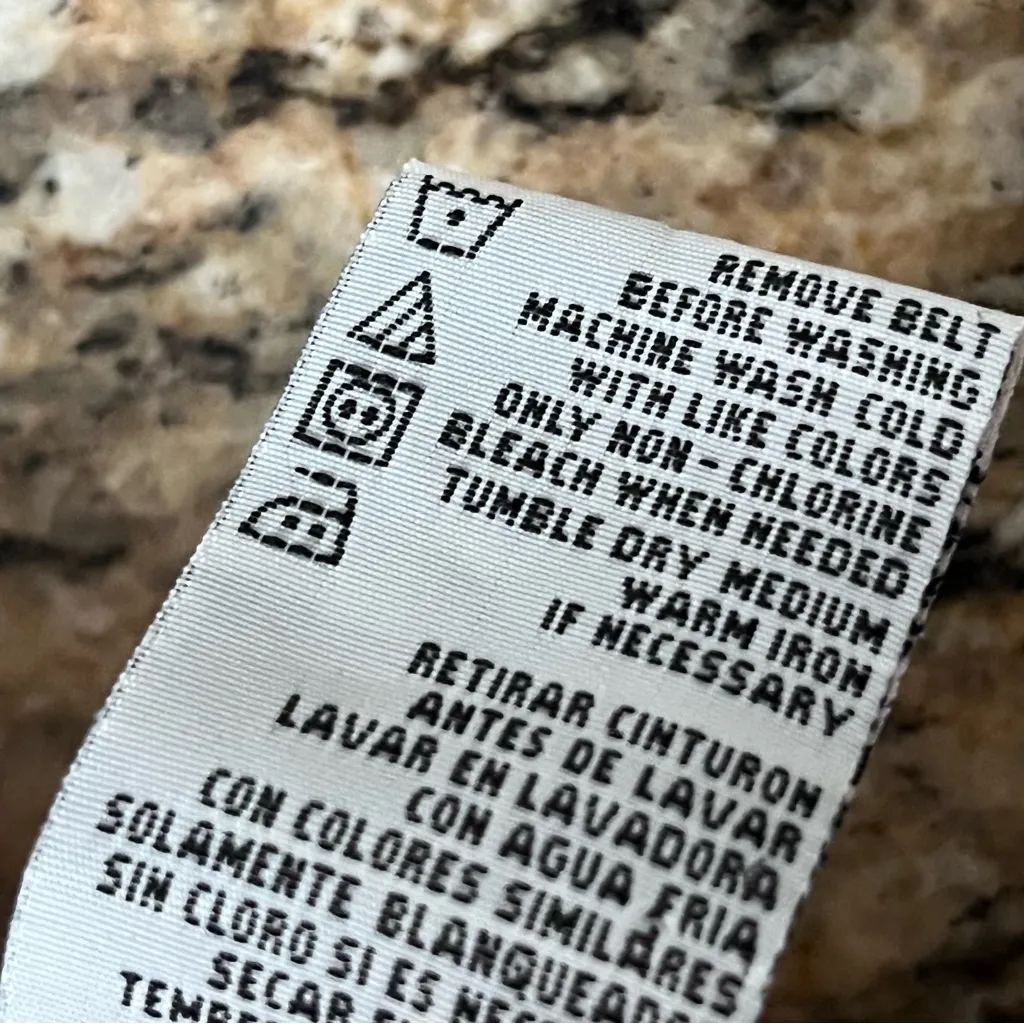 REMOVE BELT
BEFORE WASHING
MACHINE WASH COLD
WITH LIKE COLORS
ONLY NON-CHLORINE
BLEACH WHEN NEEDED
TUMBLE DRY MEDIUM
WARM IRON
IF NECESSARY
RETIRAR CINTURON
ANTES DE LAVAR
LAVAR EN LAVADORA
CON AGUA FRIA
CON COLORES SIMILARES
SOLAMENTE
SIN CLORO SI ES
SECAR